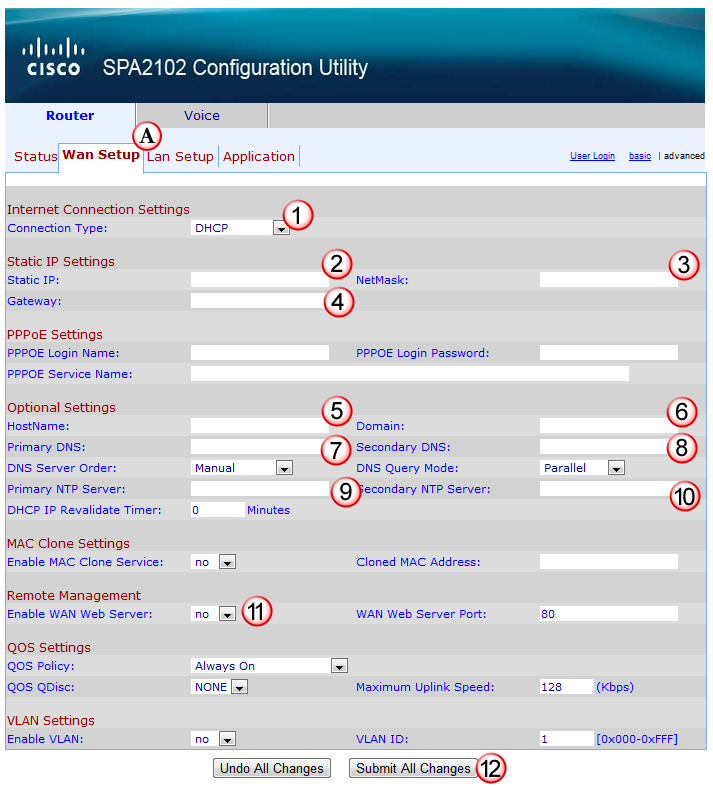 CISCO SPA2102 Configuration Utility
Router Voice
A
Status Wan Setup Lan Setup Application User Login basic | advanced
Internet Connection Settings
Connection Type: DHCP 1
Static IP Settings
Static IP: 2 NetMask: 3
Gateway: 4
PPPoE Settings
PPPOE Login Name: PPPOE Login Password:
PPPOE Service Name:
Optional Settings
HostName: 5 Domain: 6
Primary DNS: 7 Secondary DNS: 8
DNS Server Order: Manual DNS Query Mode: Parallel
Primary NTP Server: 9 Secondary NTP Server: 10
DHCP IP Revalidate Timer: 0 Minutes
MAC Clone Settings
Enable MAC Clone Service: no Cloned MAC Address:
Remote Management
Enable WAN Web Server: no 11 WAN Web Server Port: 80
QOS Settings
QOS Policy: Always On
QOS QDisc: NONE Maximum Uplink Speed: 128 (Kbps)
VLAN Settings
Enable VLAN: no VLAN ID: 1 [0x000-0xFFF]
Undo All Changes Submit All Changes 12